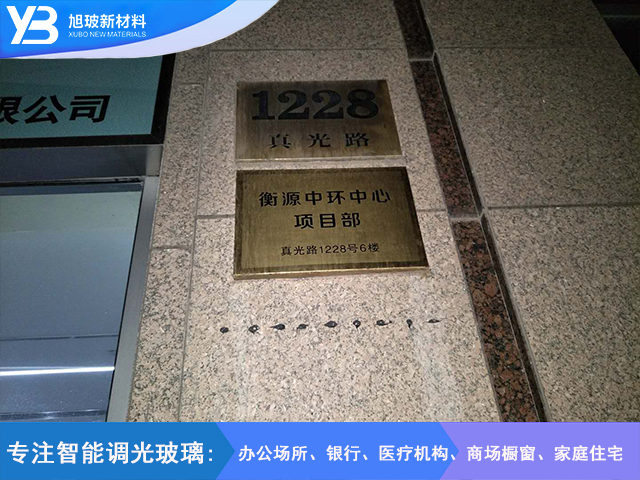 YB 旭玻新材料
XUBO NEW MATERIALS
限公司
1228
真光路
衡源中环中心
项目部
真光路1228号6楼
专注智能调光玻璃：办公场所、银行、医疗机构、商场橱窗、家庭住宅